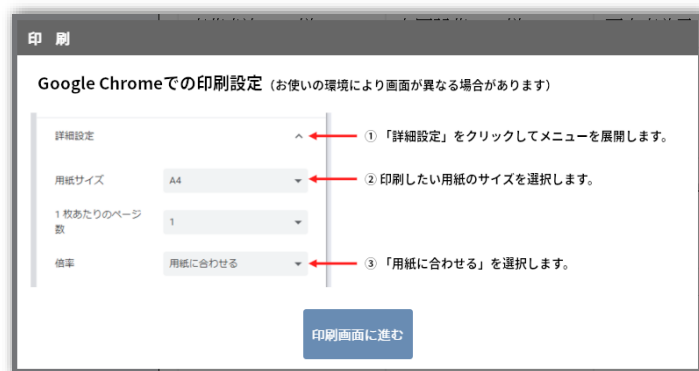 印 刷
Google Chromeでの印刷設定（お使いの環境により画面が異なる場合があります）
詳細設定
①「詳細設定」をクリックしてメニューを展開します。
用紙サイズ A4
② 印刷したい用紙のサイズを選択します。
1 枚あたりのページ
数
1
倍率 用紙に合わせる
③「用紙に合わせる」を選択します。
印刷画面に進む